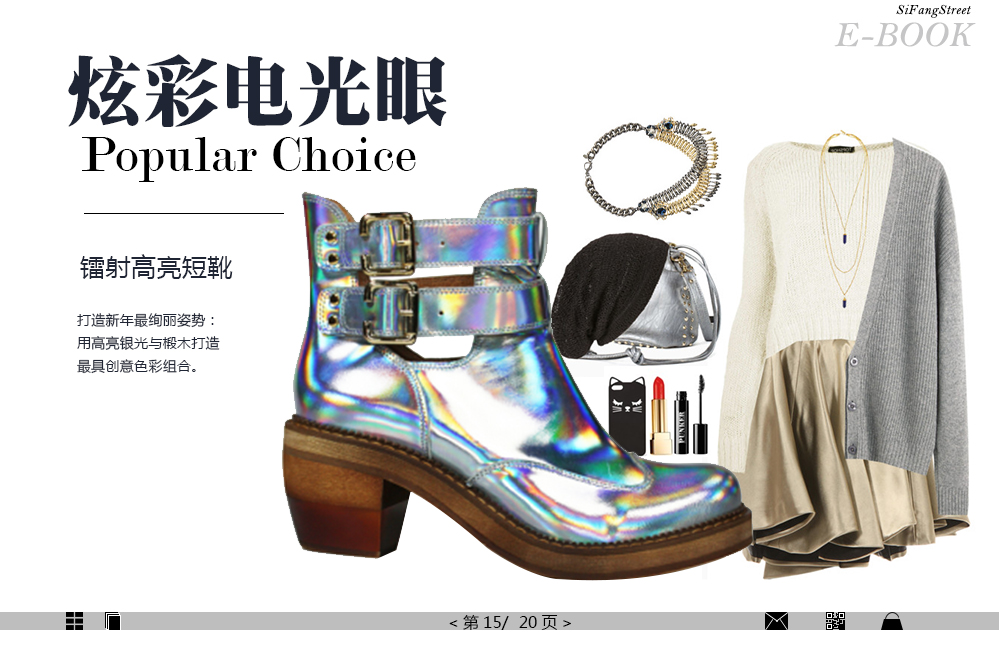 SiFangStreet
E-BOOK
炫彩电光眼
Popular Choice
镭射高亮短靴
打造新年最绚丽姿势：
用高亮银光与椴木打造
最具创意色彩组合。
PUNKER
< 第 15/ 20 页 >